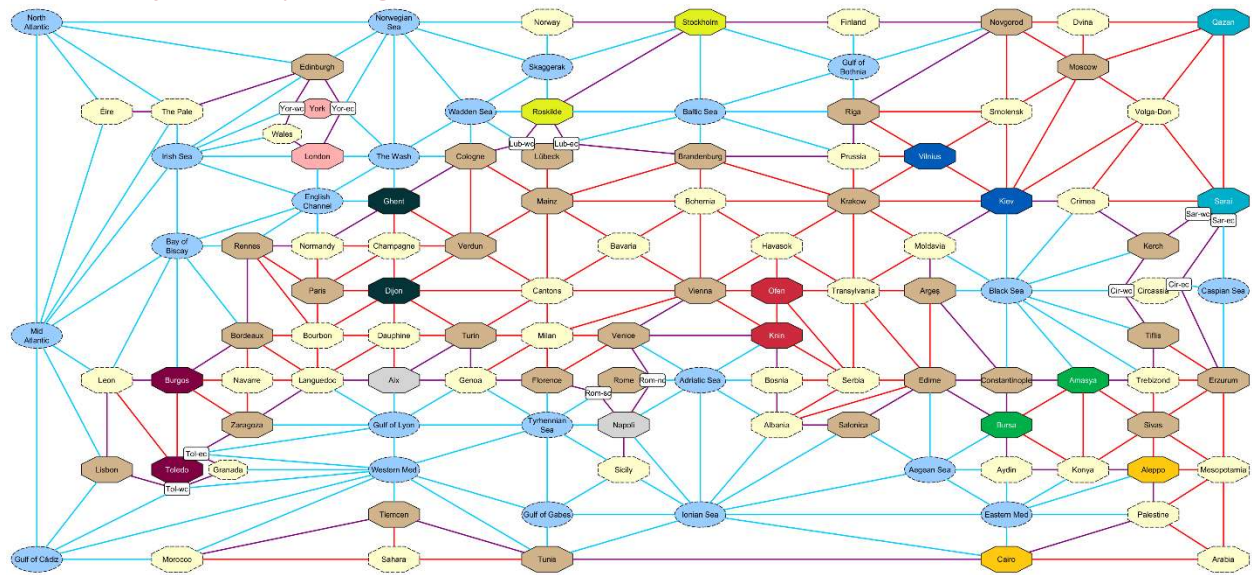 North
Atlantic
Norwegian
Sea
Norway
Stockholm
Finland
Novgorod
Dvina
Qazan
Edinburgh
Skaggerak
Gulf of
Bothnia
Moscow
Éire
The Pale
Yor-wc
York
Yor-ec
Wadden Sea
Roskilde
Baltic Sea
Riga
Smolensk
Volga-Don
Wales
Irish Sea
London
The Wash
Cologne
Lub-wc
Lübeck
Lub-ec
Brandenburg
Prussia
Vilnius
English
Channel
Ghent
Mainz
Bohemia
Krakow
Kiev
Crimea
Sarai
Sar-wc
Sar-ec
Bay of
Biscay
Rennes
Normandy
Champagne
Verdun
Bavaria
Havasok
Moldavia
Kerch
Paris
Dijon
Cantons
Vienna
Ofen
Transylvania
Argeş
Black Sea
Cir-wc
Circassia
Cir-ec
Caspian Sea
Mid
Atlantic
Bordeaux
Bourbon
Dauphine
Turin
Milan
Venice
Knin
Tiflis
Leon
Burgos
Navarre
Languedoc
Aix
Genoa
Florence
Rome
Rom-nc
Rom-sc
Adriatic Sea
Bosnia
Serbia
Edirne
Constantinople
Amasya
Trebizond
Erzurum
Zaragoza
Gulf of Lyon
Tyrhennian
Sea
Napoli
Albania
Salonica
Bursa
Sivas
Tol-ec
Lisbon
Toledo
Tol-wc
Granada
Western Med
Sicily
Aegean Sea
Aydin
Konya
Aleppo
Mesopotamia
Tlemcen
Gulf of Gabes
Ionian Sea
Eastern Med
Palestine
Gulf of Cádiz
Morocco
Sahara
Tunis
Cairo
Arabia